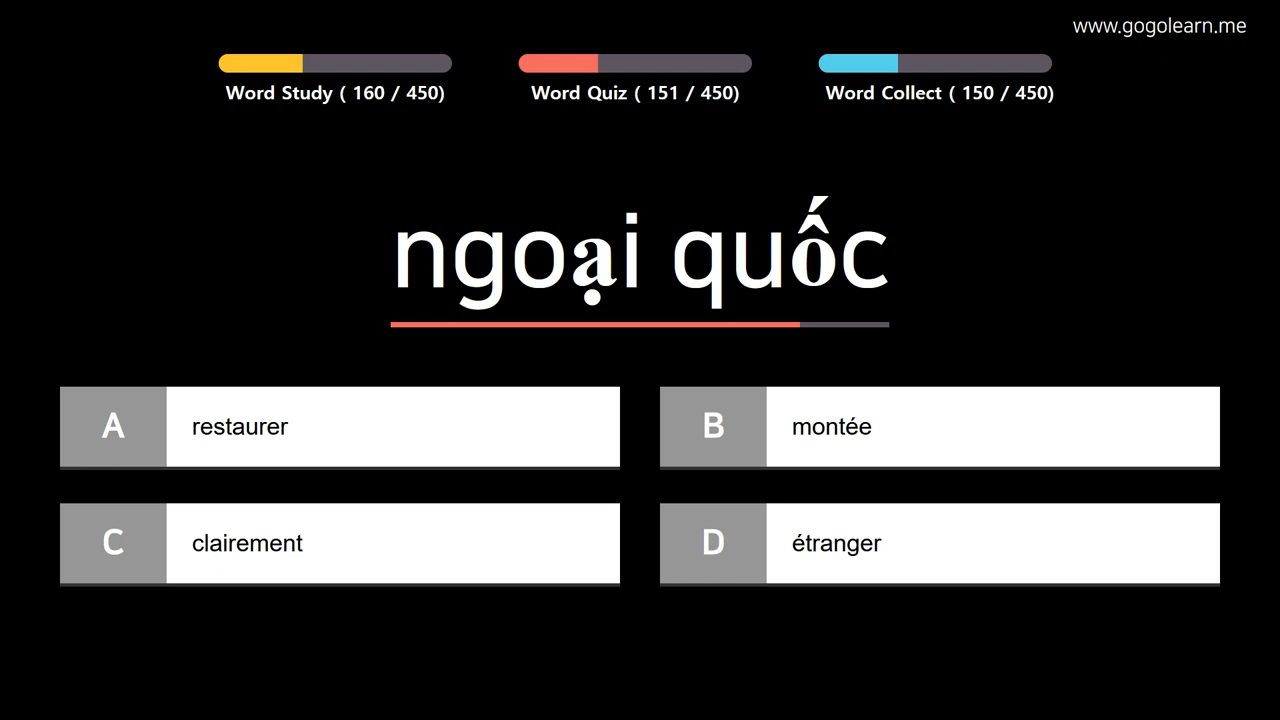 www.gogolearn.me
Word Study ( 160 / 450)
Word Quiz ( 151 / 450)
Word Collect ( 150 / 450)
ngoại quốc
A restaurer
B montée
C clairement
D étranger